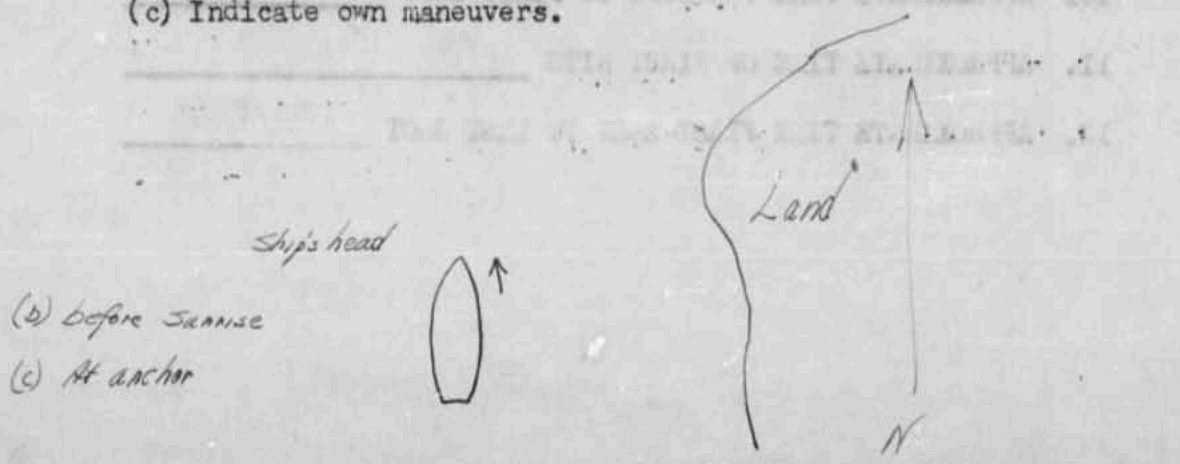 (c) Indicate own maneuvers.
Ship's head
Land
(b) before sunrise
(c) At anchor
N